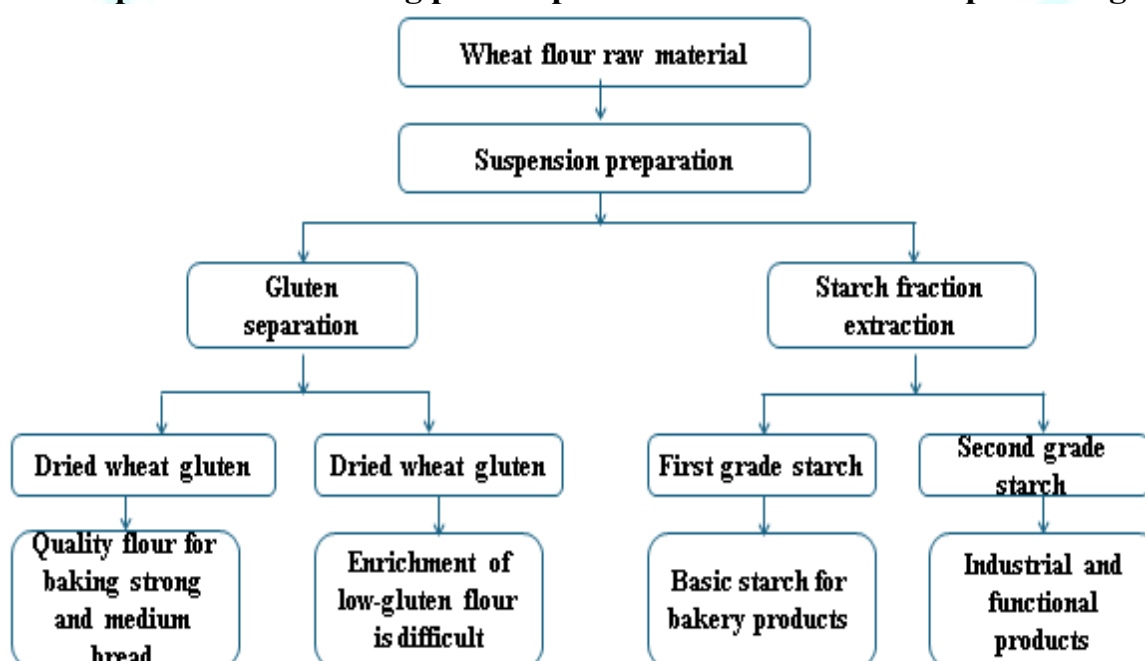 Wheat flour raw material
Suspension preparation
Gluten
separation
Starch fraction
extraction
Dried wheat gluten
Dried wheat gluten
First grade starch
Second grade
starch
Quality flour for
baking strong
and medium
bread
Enrichment of
low-gluten flour
is difficult
Basic starch for
bakery products
Industrial and
functional
products